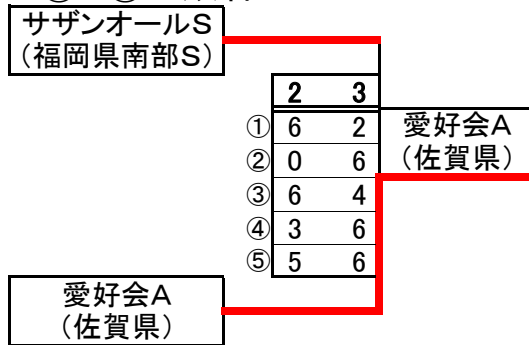 サザンオールS
(福岡県南部S)
2 3
① 6 2
② 0 6
③ 6 4
④ 3 6
⑤ 5 6
愛好会A
(佐賀県)
愛好会A
(佐賀県)